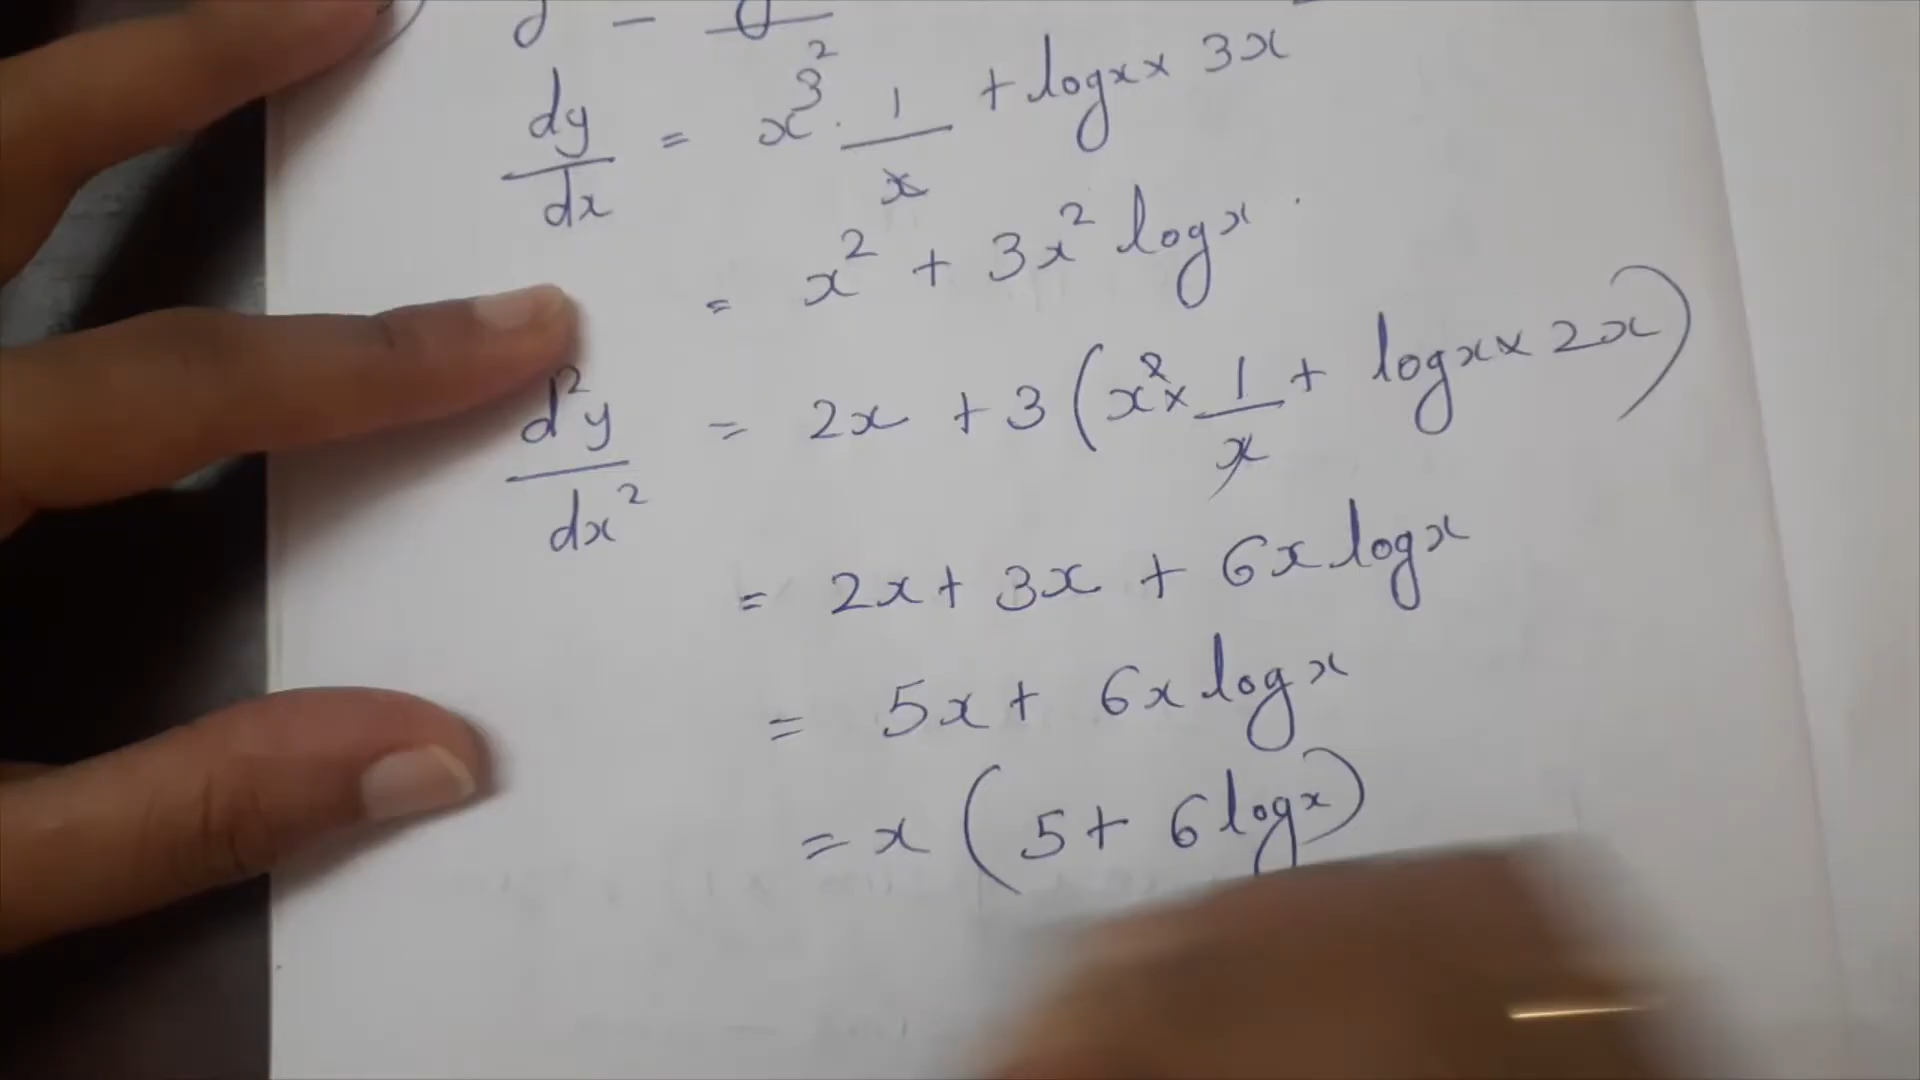 dy/dx = x³ · 1/x + log x × 3x
= x² + 3x² log x
d²y/dx² = 2x + 3 (x² × 1/x + log x × 2x)
= 2x + 3x + 6x log x
= 5x + 6x log x
= x (5 + 6 log x)